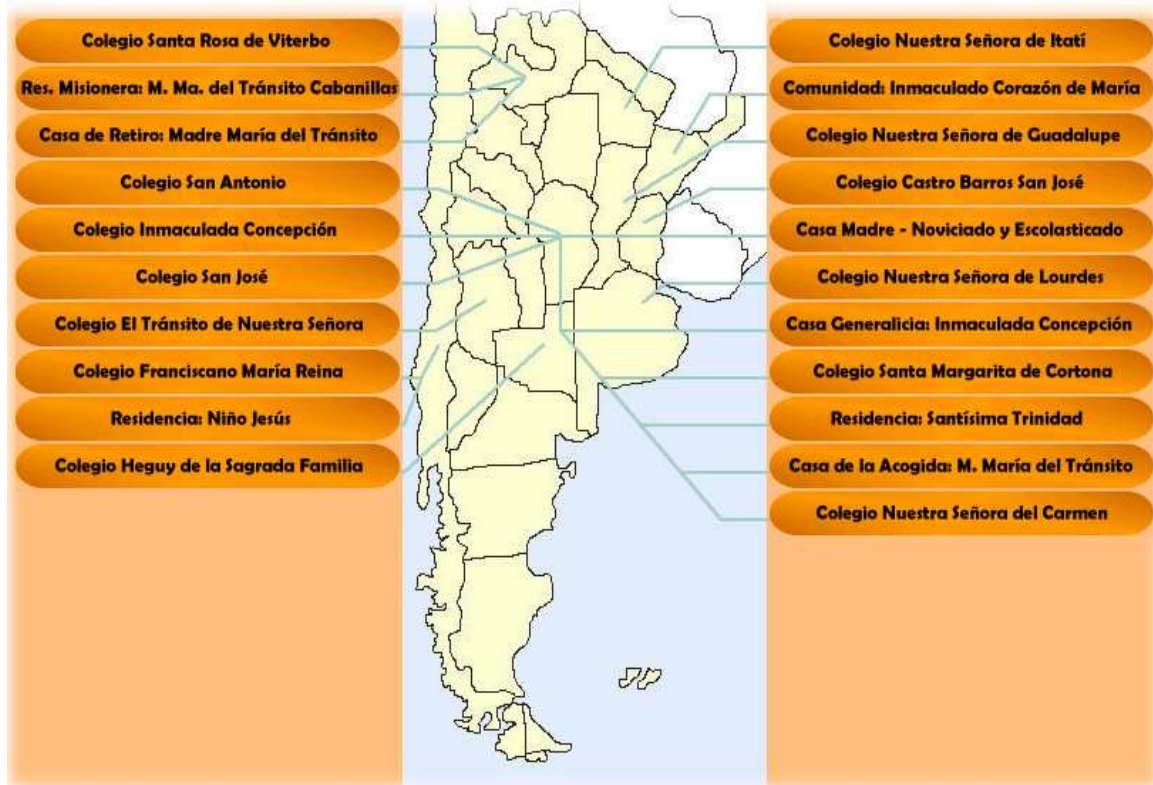 Colegio Santa Rosa de Viterbo
Res. Misionera: M. Ma. del Tránsito Cabanillas
Casa de Retiro: Madre María del Tránsito
Colegio San Antonio
Colegio Inmaculada Concepción
Colegio San José
Colegio El Tránsito de Nuestra Señora
Colegio Franciscano María Reina
Residencia: Niño Jesús
Colegio Heguy de la Sagrada Familia
Colegio Nuestra Señora de Itatí
Comunidad: Inmaculado Corazón de María
Colegio Nuestra Señora de Guadalupe
Colegio Castro Barros San José
Casa Madre - Noviciado y Escolasticado
Colegio Nuestra Señora de Lourdes
Casa Generalicia: Inmaculada Concepción
Colegio Santa Margarita de Cortona
Residencia: Santísima Trinidad
Casa de la Acogida: M. María del Tránsito
Colegio Nuestra Señora del Carmen